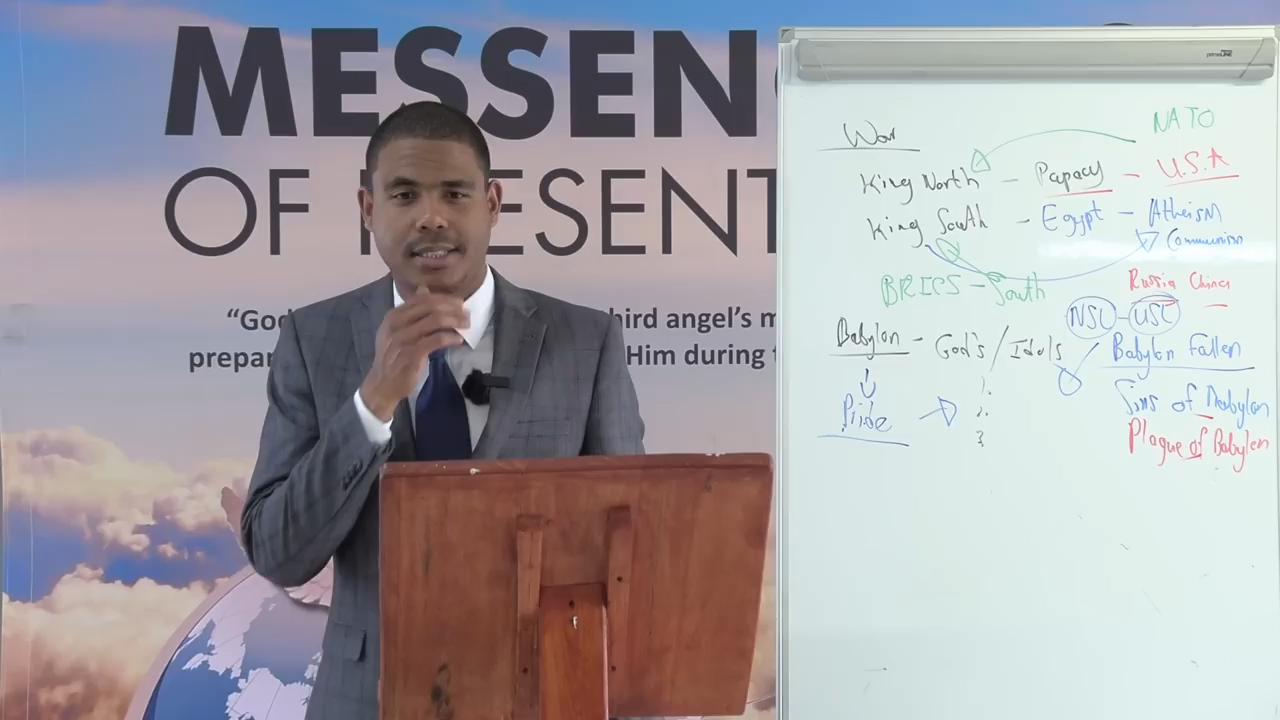 MESSEN
OF PRESENT
“God hird angel’s m
prepar Him during t
War
NATO
King North – Papacy – U.S.A
King South – Egypt – Atheism
Communism
BRICS – South
Russia China
NSL – USL
Babylon – God's / Idols
Babylon Fallen
Pride
1.
2.
3
Sins of Babylon
Plague of Babylon